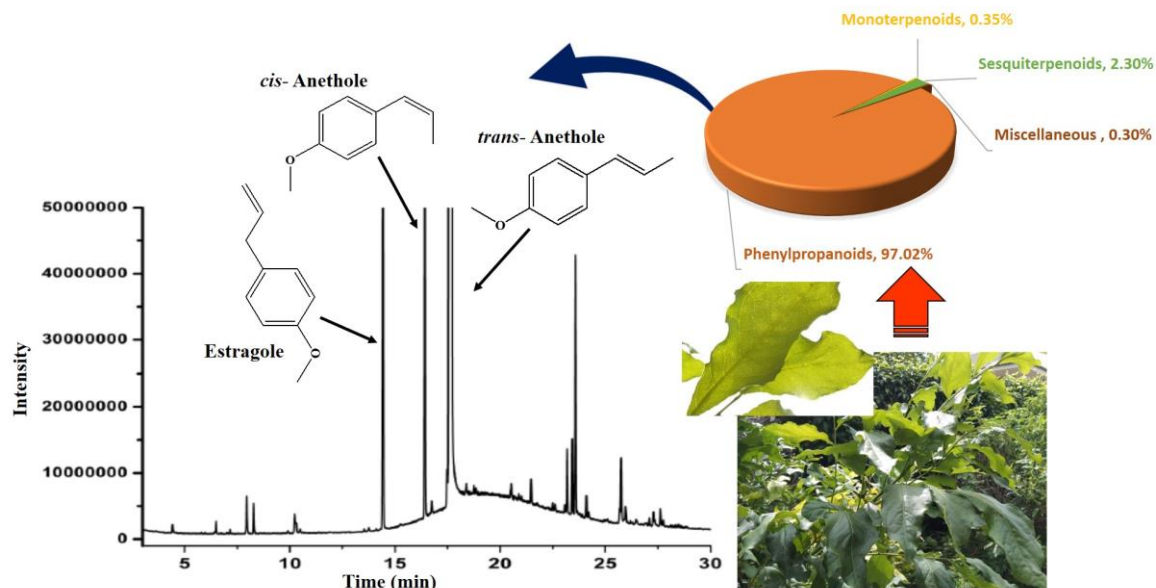 Monoterpenoids, 0.35%
Sesquiterpenoids, 2.30%
Miscellaneous , 0.30%
Phenylpropanoids, 97.02%
cis- Anethole
O
trans- Anethole
O
Estragole
O
Intensity
50000000
40000000
30000000
20000000
10000000
0
5 10 15 20 25 30
Time (min)